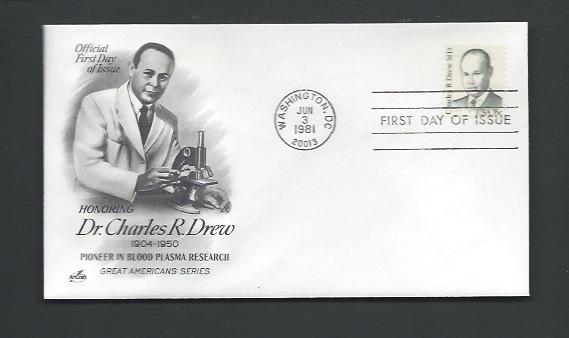 Official
First Day
of Issue
HONORING
Dr. Charles R. Drew
1904-1950
PIONEER IN BLOOD PLASMA RESEARCH
GREAT AMERICANS SERIES
ArtCraft
WASHINGTON, DC
JUN
3
1981
20013
R Drew MD
FIRST DAY OF ISSUE